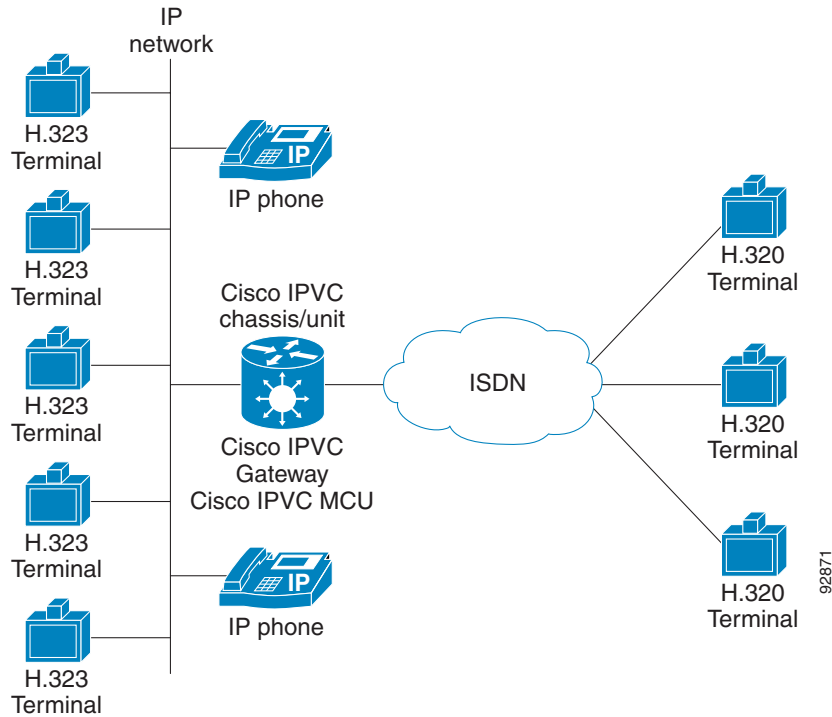 IP
network
H.323
Terminal
IP
IP phone
H.323
Terminal
H.320
Terminal
Cisco IPVC
chassis/unit
H.323
Terminal
ISDN
H.320
Terminal
Cisco IPVC
Gateway
Cisco IPVC MCU
H.323
Terminal
IP
IP phone
H.320
Terminal
H.323
Terminal
92871